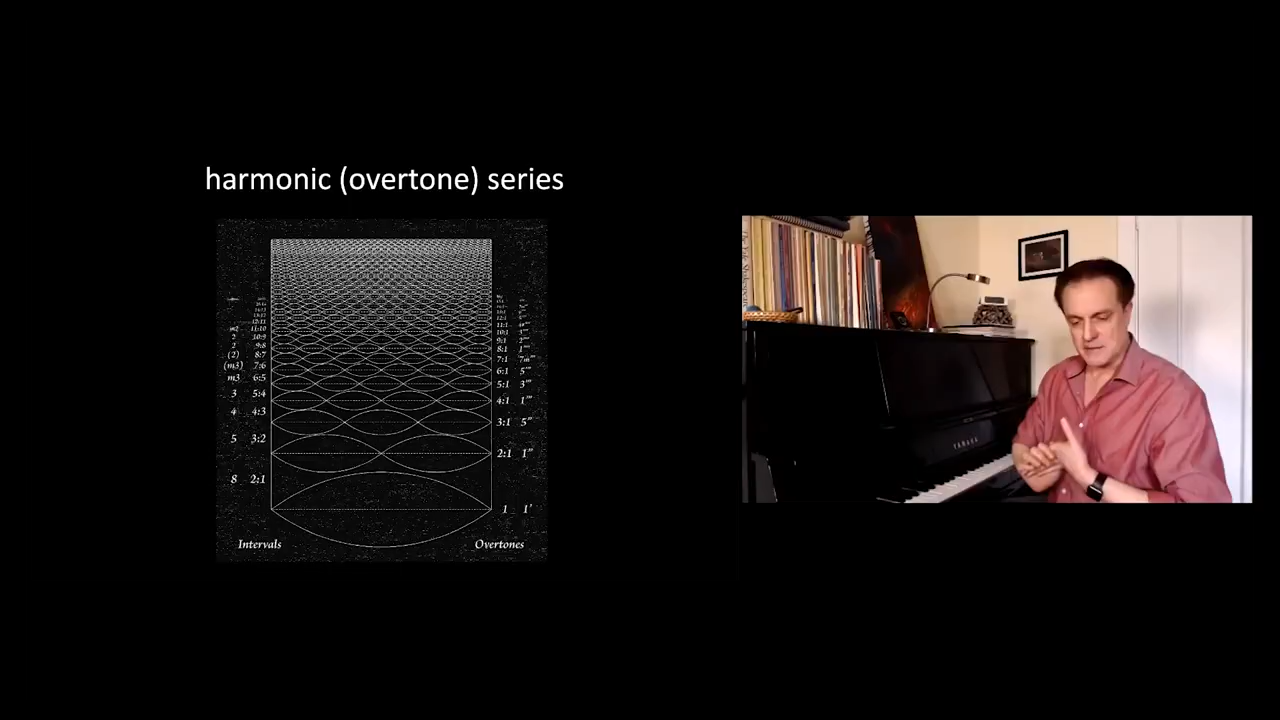 harmonic (overtone) series
m2 11:10
2 10:9
2 9:8
(2) 8:7
(m3) 7:6
m3 6:5
3 5:4
4 4:3
5 3:2
8 2:1
Intervals
11:1
10:1
9:1
8:1 1'''
7:1
6:1 5'''
5:1 3'''
4:1 1'''
3:1 5''
2:1 1''
1 1'
Overtones
YAMAHA